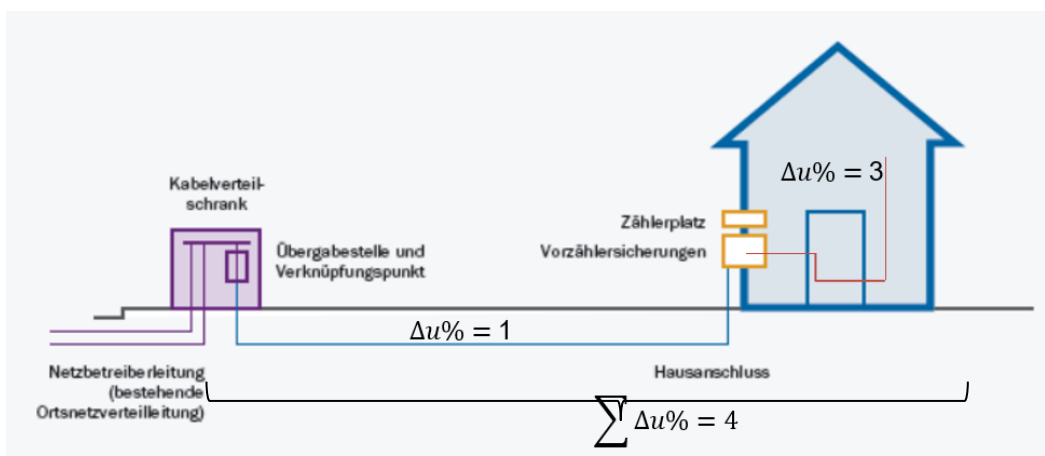 Kabelverteil-
schrank
Übergabestelle und
Verknüpfungspunkt
Zählerplatz
Vorzählersicherungen
Δu% = 3
Δu% = 1
Netzbetreiberleitung
(bestehende
Ortsnetzverteilleitung)
Hausanschluss
∑ Δu% = 4